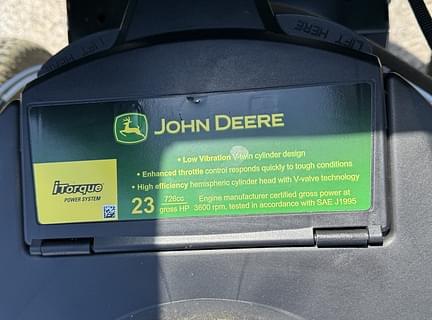 LIFT HERE
LIFT HERE
JOHN DEERE
• Low Vibration V-twin cylinder design
• Enhanced throttle control responds quickly to tough conditions
• High efficiency hemispheric cylinder head with V-valve technology
iTorque
POWER SYSTEM
23 726cc
gross HP
Engine manufacturer certified gross power at
3600 rpm, tested in accordance with SAE J1995